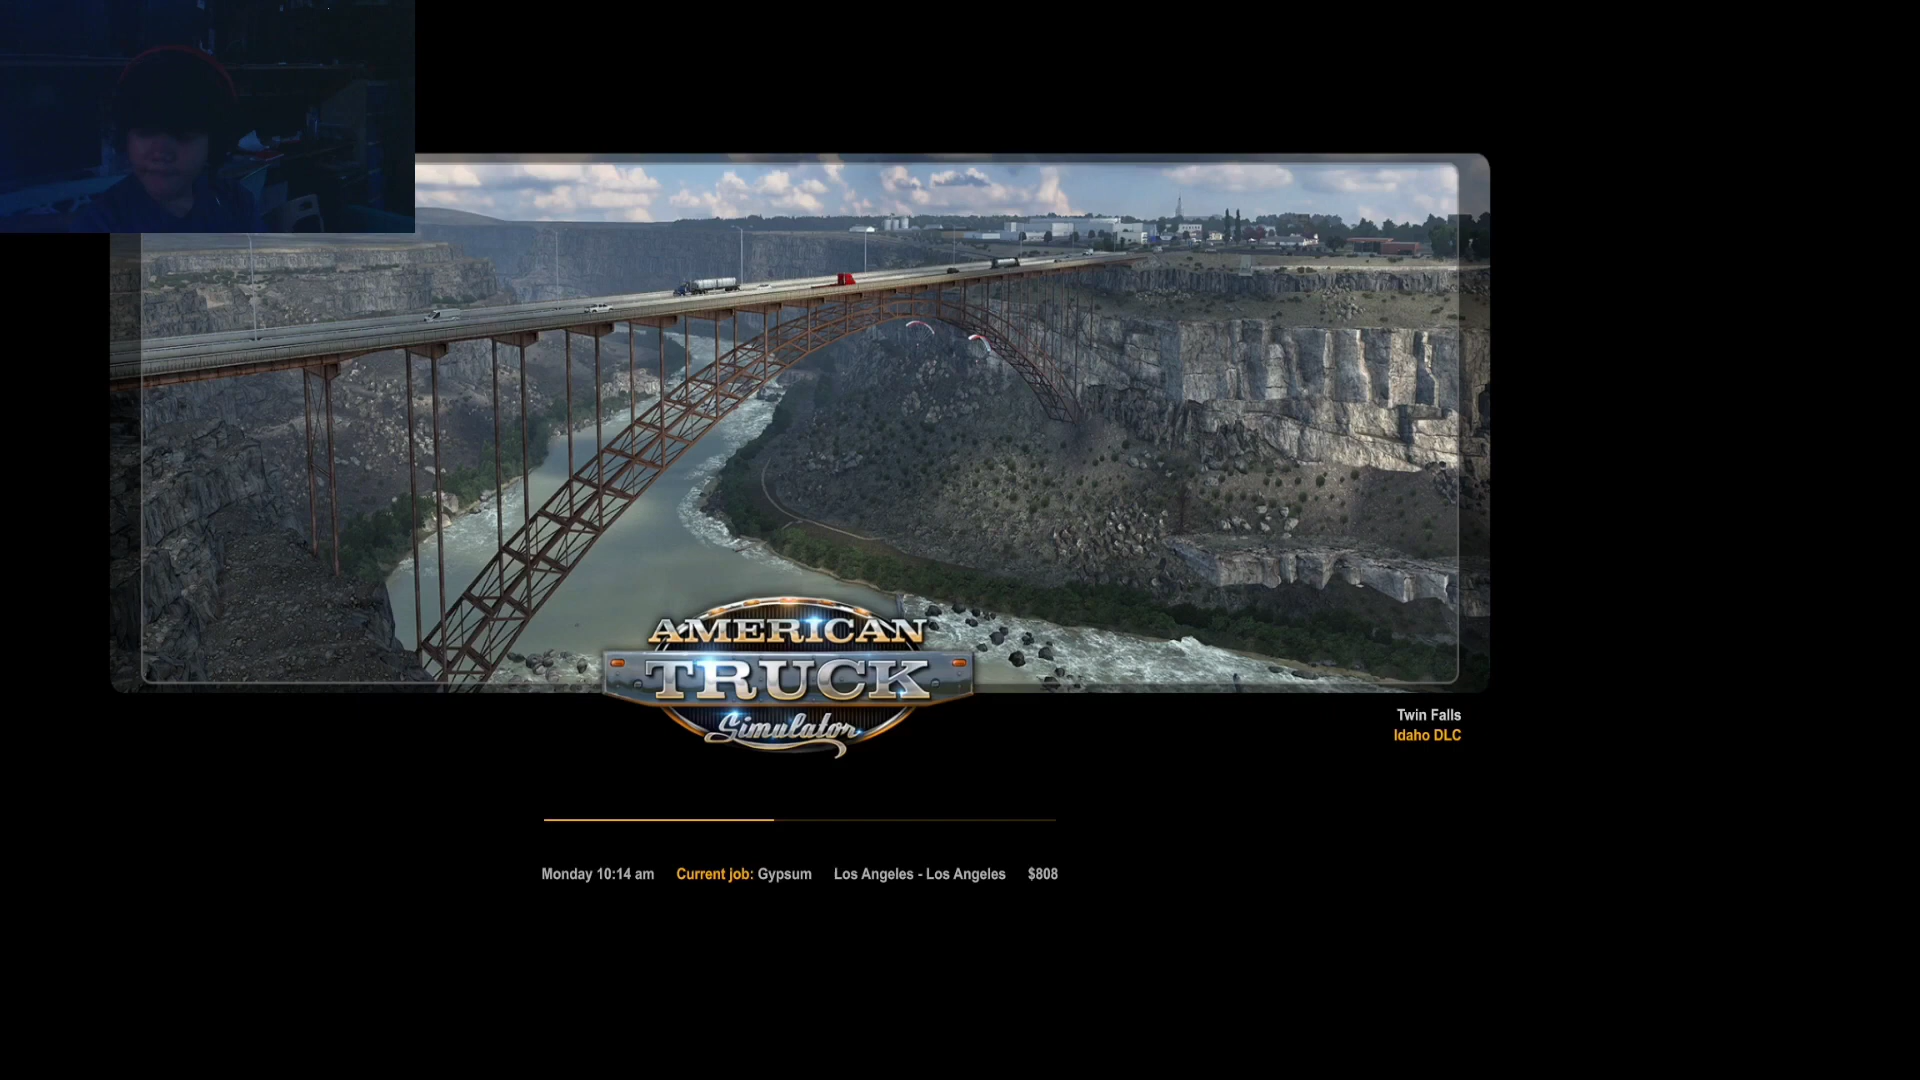 AMERICAN
TRUCK
Simulator
Twin Falls
Idaho DLC
Monday 10:14 am Current job: Gypsum Los Angeles - Los Angeles $808